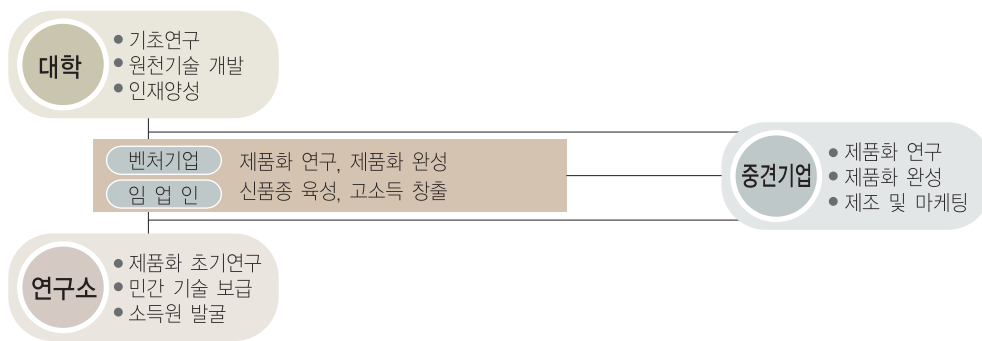 대학
● 기초연구
● 원천기술 개발
● 인재양성
벤처기업 제품화 연구, 제품화 완성
임 업 인 신품종 육성, 고소득 창출
중견기업
● 제품화 연구
● 제품화 완성
● 제조 및 마케팅
연구소
● 제품화 초기연구
● 민간 기술 보급
● 소득원 발굴